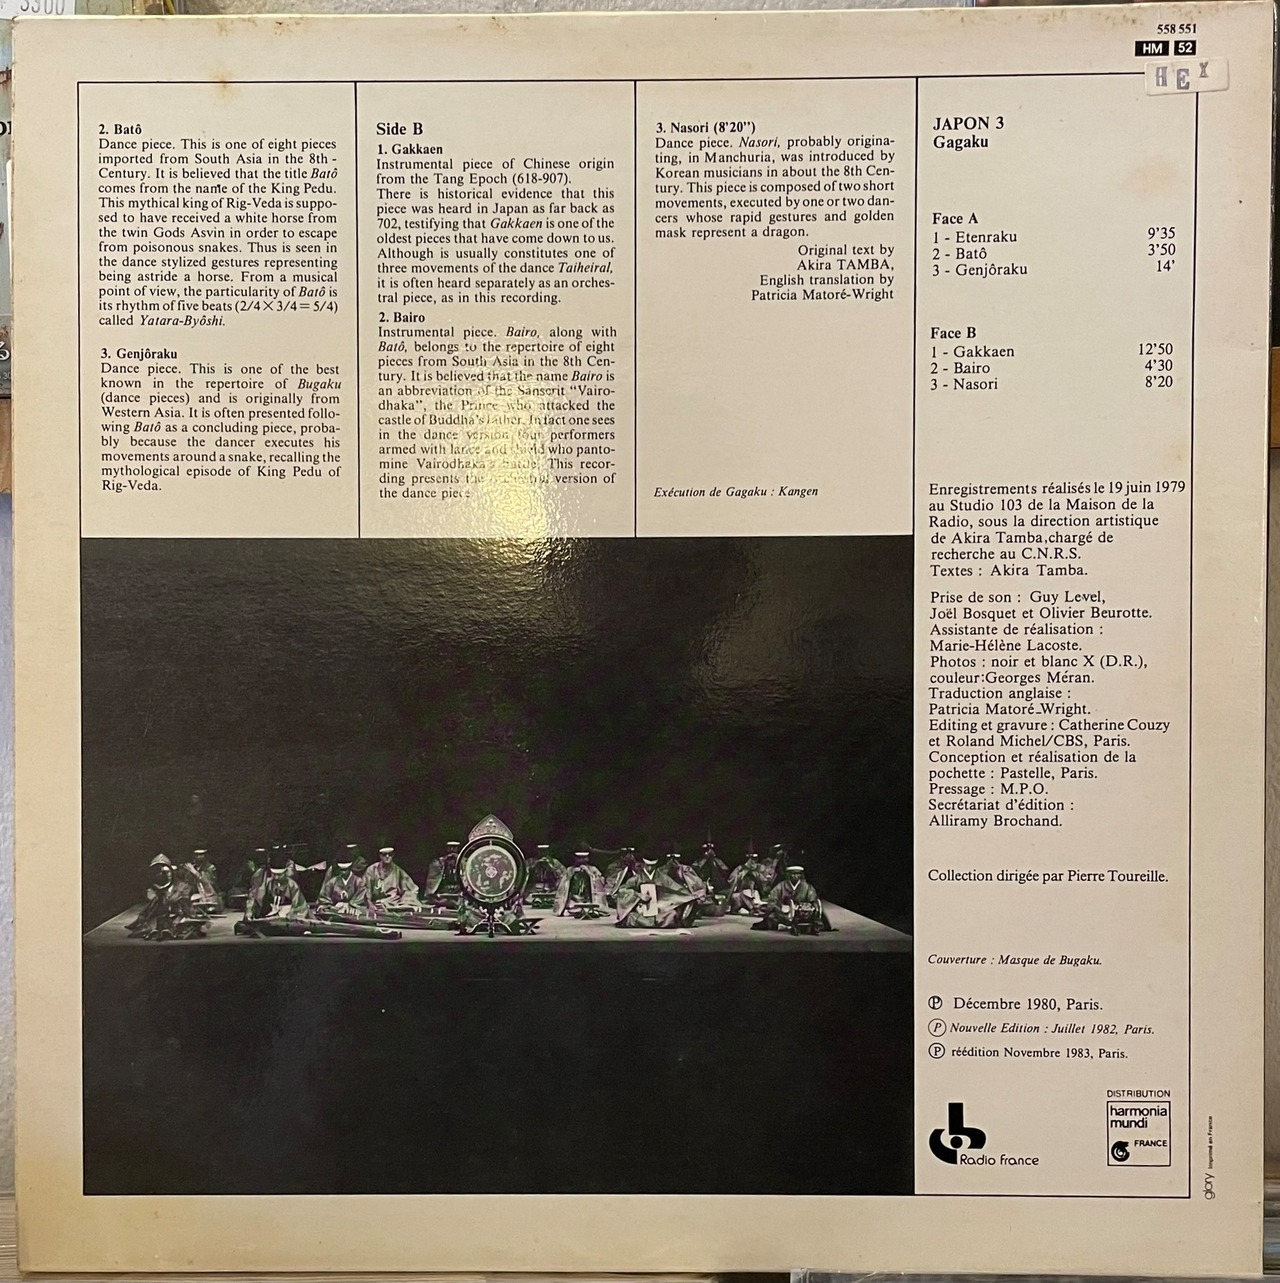 3300
558 551
HM 52
HEX
2. Batô
Dance piece. This is one of eight pieces
imported from South Asia in the 8th -
Century. It is believed that the title Batô
comes from the name of the King Pedu.
This mythical king of Rig-Veda is suppo-
sed to have received a white horse from
the twin Gods Asvin in order to escape
from poisonous snakes. Thus is seen in
the dance stylized gestures representing
being astride a horse. From a musical
point of view, the particularity of Batô is
its rhythm of five beats (2/4 X 3/4 = 5/4)
called Yatara-Byôshi.
3. Genjôraku
Dance piece. This is one of the best
known in the repertoire of Bugaku
(dance pieces) and is originally from
Western Asia. It is often presented follo-
wing Batô as a concluding piece, proba-
bly because the dancer executes his
movements around a snake, recalling the
mythological episode of King Pedu of
Rig-Veda.
Side B
1. Gakkaen
Instrumental piece of Chinese origin
from the Tang Epoch (618-907).
There is historical evidence that this
piece was heard in Japan as far back as
702, testifying that Gakkaen is one of the
oldest pieces that have come down to us.
Although is usually constitutes one of
three movements of the dance Taiheiral,
it is often heard separately as an orches-
tral piece, as in this recording.
2. Bairo
Instrumental piece. Bairo, along with
Batô, belongs to the repertoire of eight
pieces from South Asia in the 8th Cen-
tury. It is believed that the name Bairo is
an abbreviation of the Sanscrit "Vairo-
dhaka", the Prince who attacked the
castle of Buddha's father. In fact one sees
in the dance version four performers
armed with lance and shield who panto-
mine Vairodhaka's battle. This recor-
ding presents the orchestral version of
the dance piece
3. Nasori (8'20")
Dance piece. Nasori, probably origina-
ting, in Manchuria, was introduced by
Korean musicians in about the 8th Cen-
tury. This piece is composed of two short
movements, executed by one or two dan-
cers whose rapid gestures and golden
mask represent a dragon.
Original text by
Akira TAMBA,
English translation by
Patricia Matoré-Wright
Exécution de Gagaku : Kangen
JAPON 3
Gagaku
Face A
1 - Etenraku 9'35
2 - Batô 3'50
3 - Genjôraku 14'
Face B
1 - Gakkaen 12'50
2 - Bairo 4'30
3 - Nasori 8'20
Enregistrements réalisés le 19 juin 1979
au Studio 103 de la Maison de la
Radio, sous la direction artistique
de Akira Tamba,chargé de
recherche au C.N.R.S.
Textes : Akira Tamba.
Prise de son : Guy Level,
Joël Bosquet et Olivier Beurotte.
Assistante de réalisation :
Marie-Hélène Lacoste.
Photos : noir et blanc X (D.R.),
couleur:Georges Méran.
Traduction anglaise :
Patricia Matoré-Wright.
Editing et gravure : Catherine Couzy
et Roland Michel/CBS, Paris.
Conception et réalisation de la
pochette : Pastelle, Paris.
Pressage : M.P.O.
Secrétariat d'édition :
Alliramy Brochand.
Collection dirigée par Pierre Toureille.
Couverture : Masque de Bugaku.
℗ Décembre 1980, Paris.
℗ Nouvelle Edition : Juillet 1982, Paris.
℗ réédition Novembre 1983, Paris.
Radio france
DISTRIBUTION
harmonia
mundi
FRANCE
glory Imprimé en France